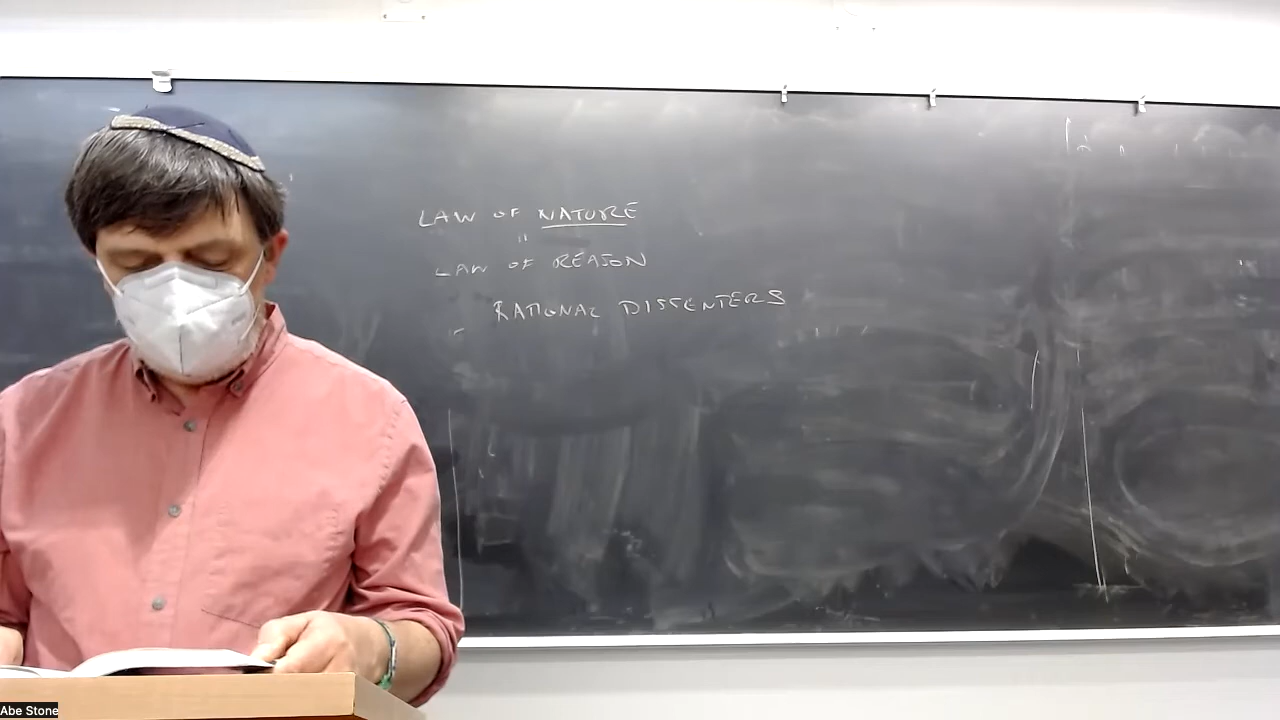 LAW OF NATURE
"
LAW OF REASON
RATIONAL DISSENTERS
Abe Stone